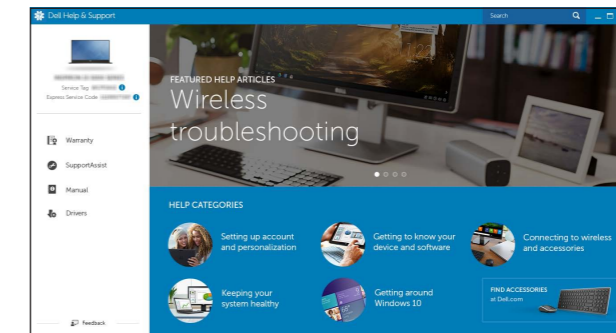 Dell Help & Support
Search
Service Tag
Express Service Code
Warranty
SupportAssist
Manual
Drivers
Feedback
FEATURED HELP ARTICLES
Wireless
troubleshooting
HELP CATEGORIES
Setting up account
and personalization
Getting to know your
device and software
Connecting to wireless
and accessories
Keeping your
system healthy
Getting around
Windows 10
FIND ACCESSORIES
at Dell.com